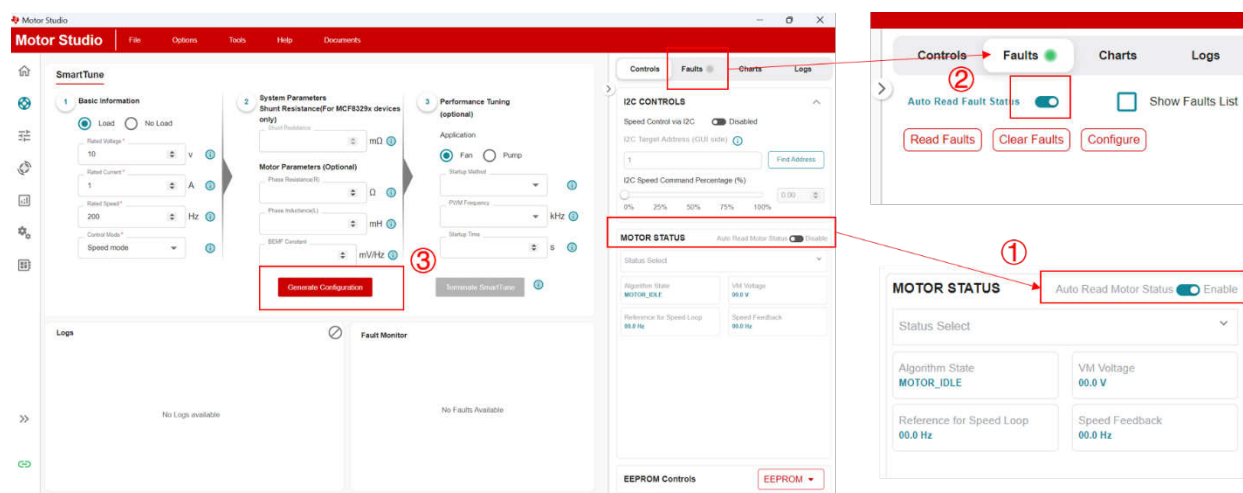 Motor Studio
Motor Studio File Options Tools Help Documents
SmartTune
1 Basic Information
Load No Load
Rated Voltage*
10 V
Rated Current*
1 A
Rated Speed*
200 Hz
Control Mode*
Speed mode
2 System Parameters
Shunt Resistance(For MCF8329x devices
only)
Shunt Resistance
mΩ
Motor Parameters (Optional)
Phase Resistance(R)
Ω
Phase Inductance(L)
mH
BEMF Constant
mV/Hz
Generate Configuration
③
3 Performance Tuning
(optional)
Application
Fan Pump
Startup Method
PWM Frequency
kHz
Startup Time
s
Terminate SmartTune
Logs
No Logs available
Fault Monitor
No Faults Available
Controls Faults Charts Logs
I2C CONTROLS
Speed Control via I2C Disabled
I2C Target Address (GUI side)
1 Find Address
I2C Speed Command Percentage (%)
0.00
0% 25% 50% 75% 100%
MOTOR STATUS Auto Read Motor Status Disable
Status Select
Algorithm State
MOTOR_IDLE
VM Voltage
00.0 V
Reference for Speed Loop
00.0 Hz
Speed Feedback
00.0 Hz
EEPROM Controls EEPROM
Controls Faults Charts Logs
②
Auto Read Fault Status Show Faults List
Read Faults Clear Faults Configure
①
MOTOR STATUS Auto Read Motor Status Enable
Status Select
Algorithm State
MOTOR_IDLE
VM Voltage
00.0 V
Reference for Speed Loop
00.0 Hz
Speed Feedback
00.0 Hz